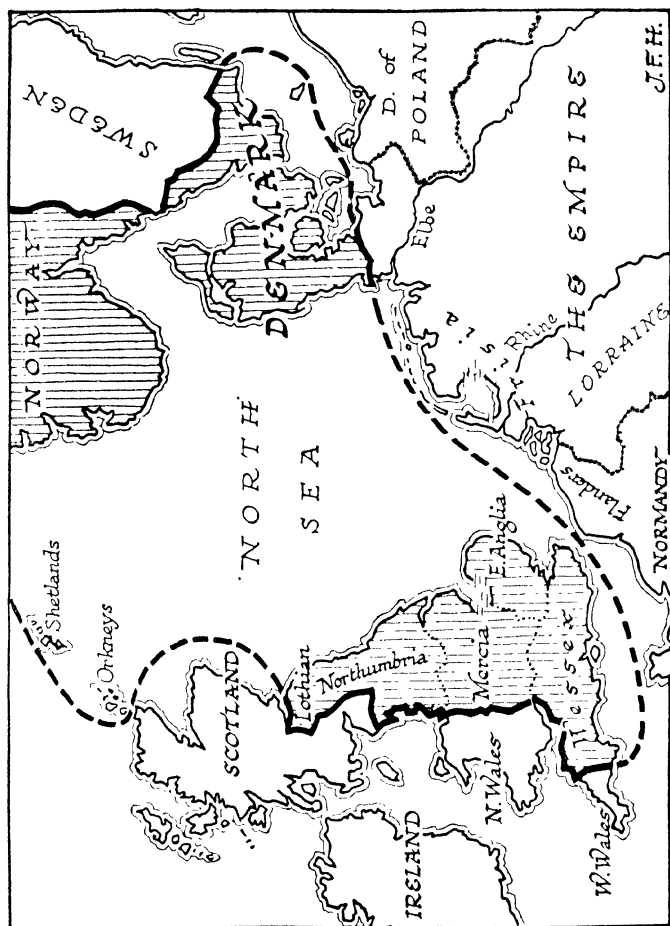 NORWAY
SWEDEN
Shetlands
Orkneys
SCOTLAND
NORTH
SEA
DENMARK
Lothian
Northumbria
D. of
POLAND
IRELAND
Elbe
Mercia
N. Wales
E. Anglia
Frisia
Rhine
Wessex
THE EMPIRE
W. Wales
LORRAINE
Flanders
NORMANDY
J.F.H.